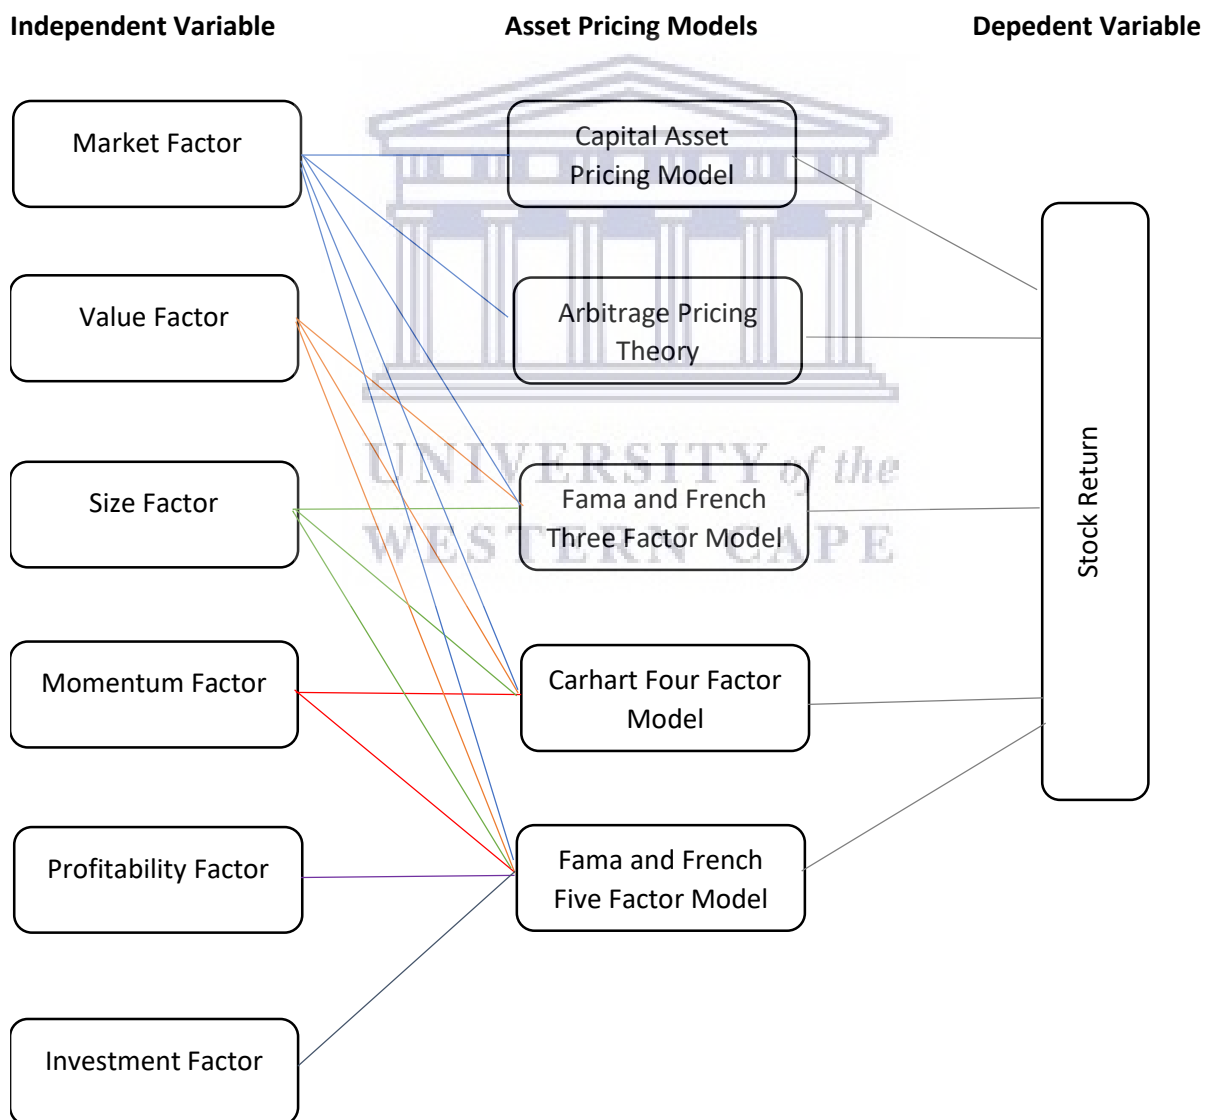 Independent Variable
Asset Pricing Models
Depedent Variable
Market Factor
Value Factor
Size Factor
Momentum Factor
Profitability Factor
Investment Factor
Capital Asset
Pricing Model
Arbitrage Pricing
Theory
Fama and French
Three Factor Model
Carhart Four Factor
Model
Fama and French
Five Factor Model
Stock Return
UNIVERSITY of the
WESTERN CAPE